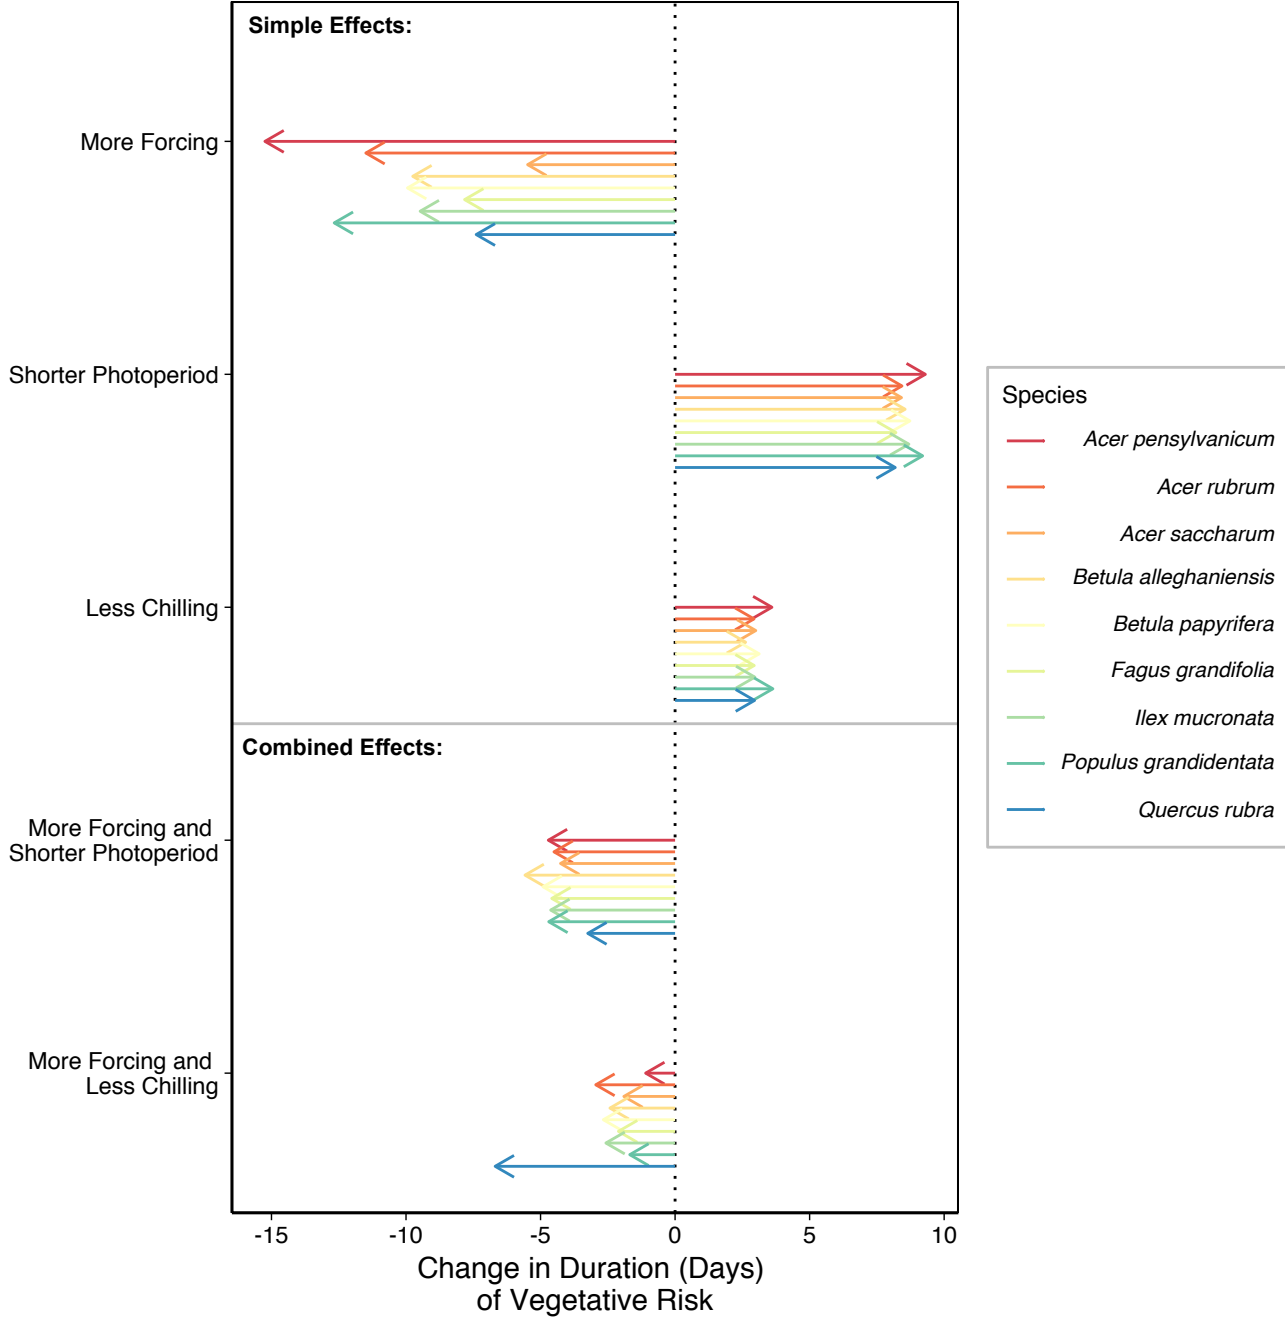 Simple Effects:
More Forcing
Shorter Photoperiod
Less Chilling
Combined Effects:
More Forcing and
Shorter Photoperiod
More Forcing and
Less Chilling
-15
-10
-5
0
5
10
Change in Duration (Days)
of Vegetative Risk
Species
Acer pensylvanicum
Acer rubrum
Acer saccharum
Betula alleghaniensis
Betula papyrifera
Fagus grandifolia
Ilex mucronata
Populus grandidentata
Quercus rubra